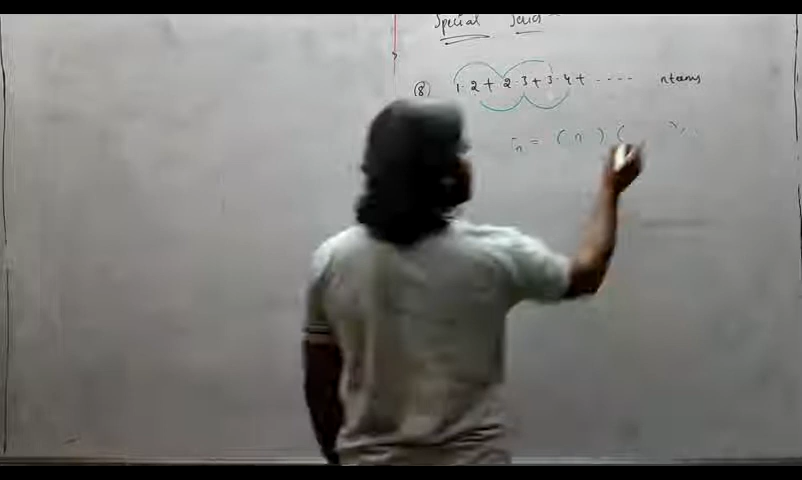 Special Series
(8) 1·2 + 2·3 + 3·4 + ---- n terms
Tn = ( n ) (